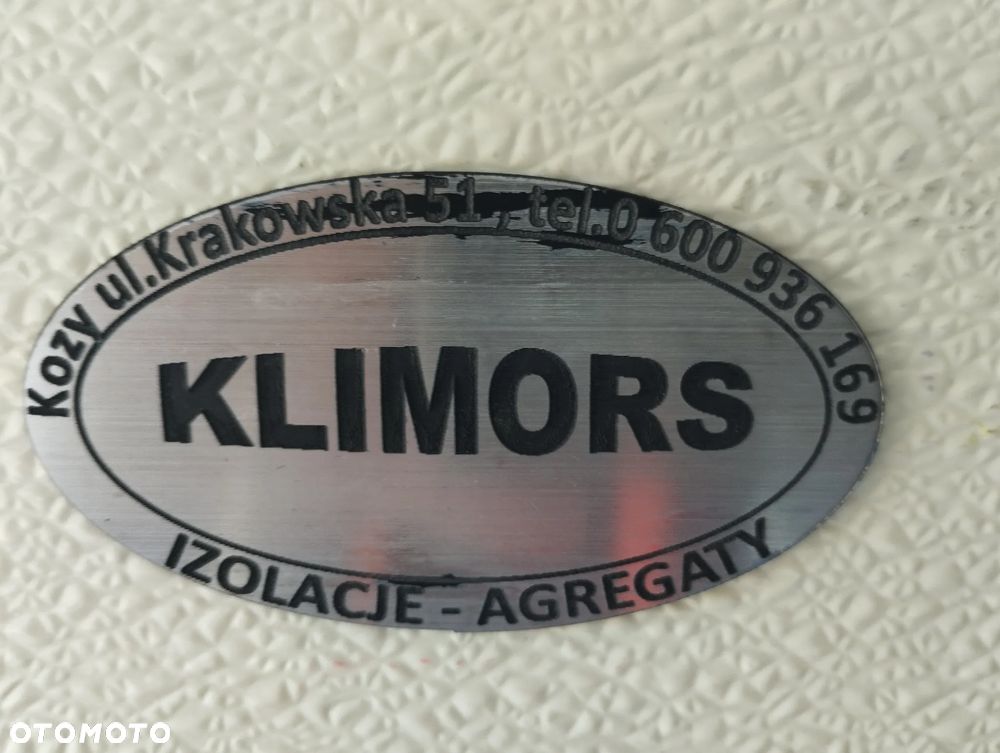 Kozy ul.Krakowska 51 , tel.0 600 936 169
KLIMORS
IZOLACJE - AGREGATY
OTOMOTO